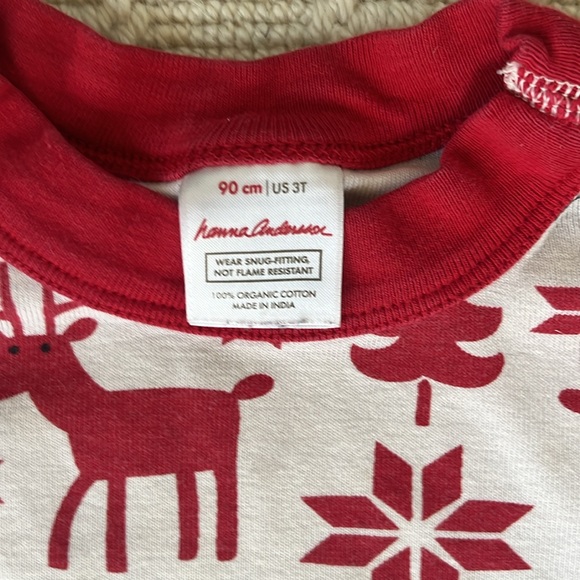 90 cm | US 3T
hanna andersson
WEAR SNUG-FITTING,
NOT FLAME RESISTANT
100% ORGANIC COTTON
MADE IN INDIA